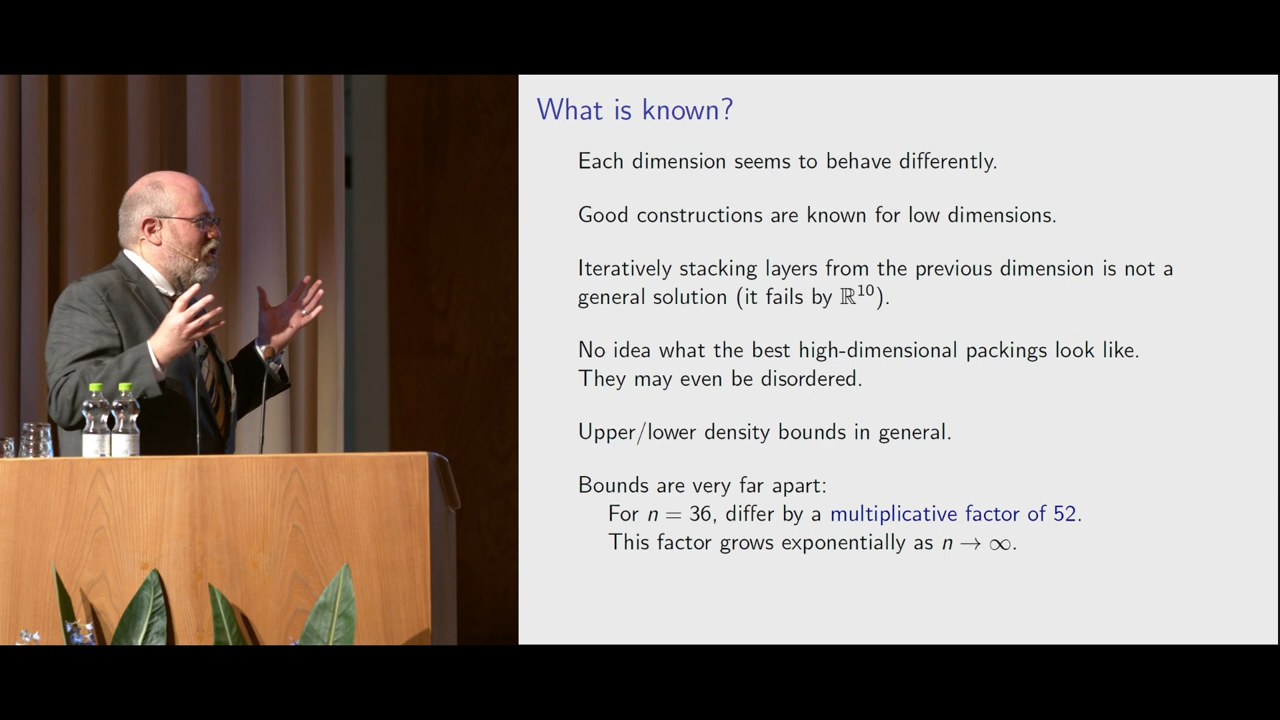 What is known?
Each dimension seems to behave differently.
Good constructions are known for low dimensions.
Iteratively stacking layers from the previous dimension is not a
general solution (it fails by ℝ¹⁰).
No idea what the best high-dimensional packings look like.
They may even be disordered.
Upper/lower density bounds in general.
Bounds are very far apart:
For n = 36, differ by a multiplicative factor of 52.
This factor grows exponentially as n → ∞.